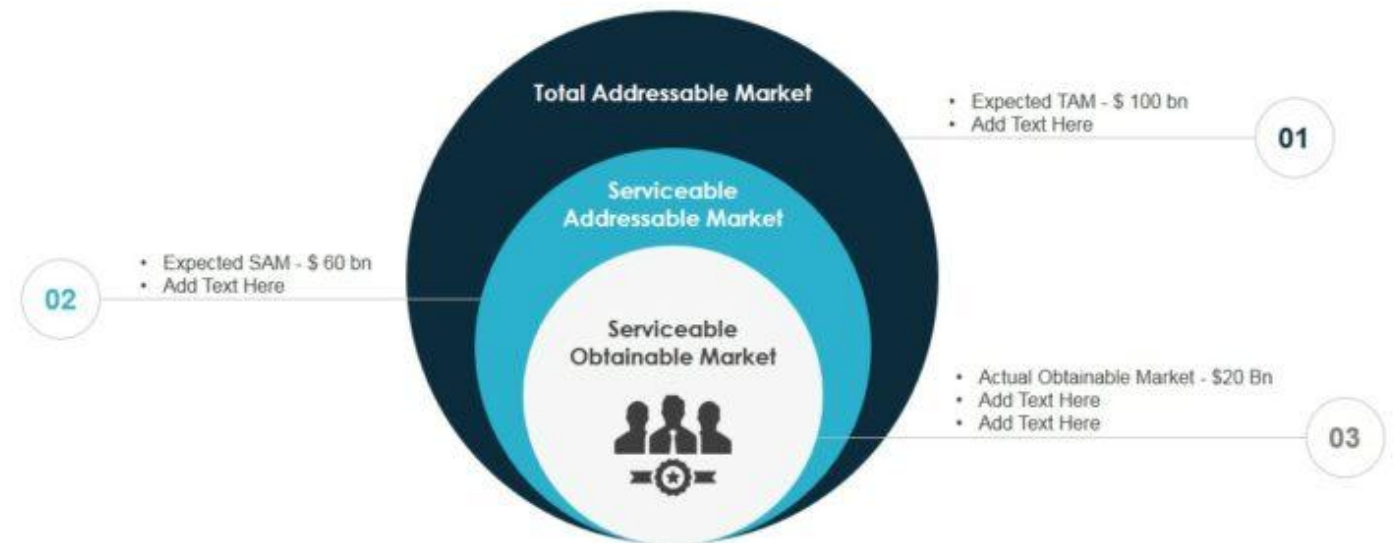 Total Addressable Market
• Expected TAM - $ 100 bn
• Add Text Here
01
Serviceable
Addressable Market
• Expected SAM - $ 60 bn
• Add Text Here
02
Serviceable
Obtainable Market
• Actual Obtainable Market - $20 Bn
• Add Text Here
• Add Text Here
03